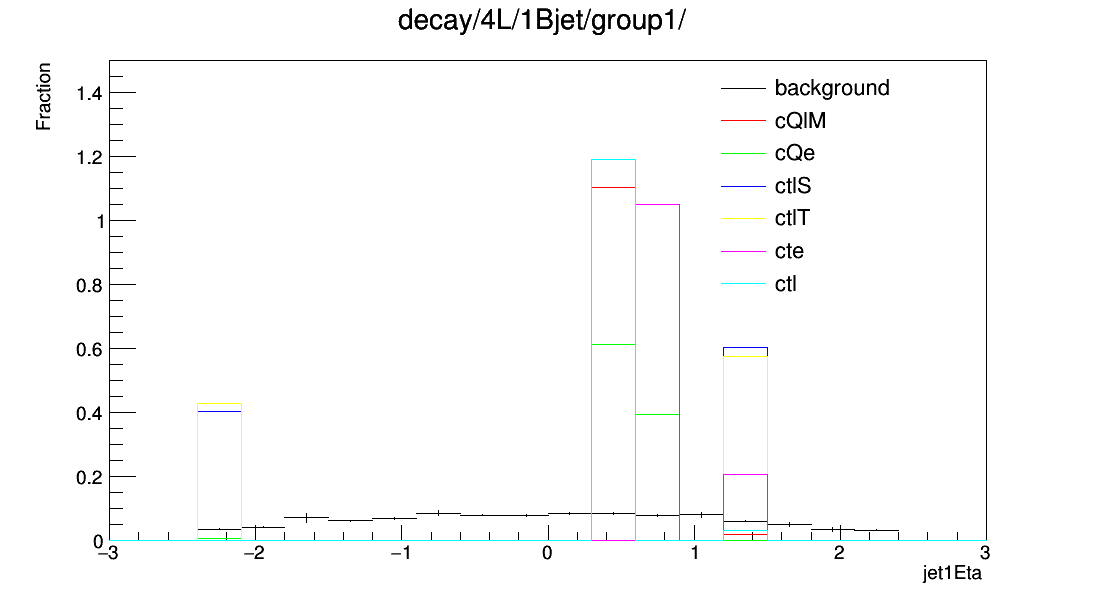 decay/4L/1Bjet/group1/
Fraction
1.4
1.2
1
0.8
0.6
0.4
0.2
0
background
cQlM
cQe
ctlS
ctlT
cte
ctl
−3 −2 −1 0 1 2 3
jet1Eta